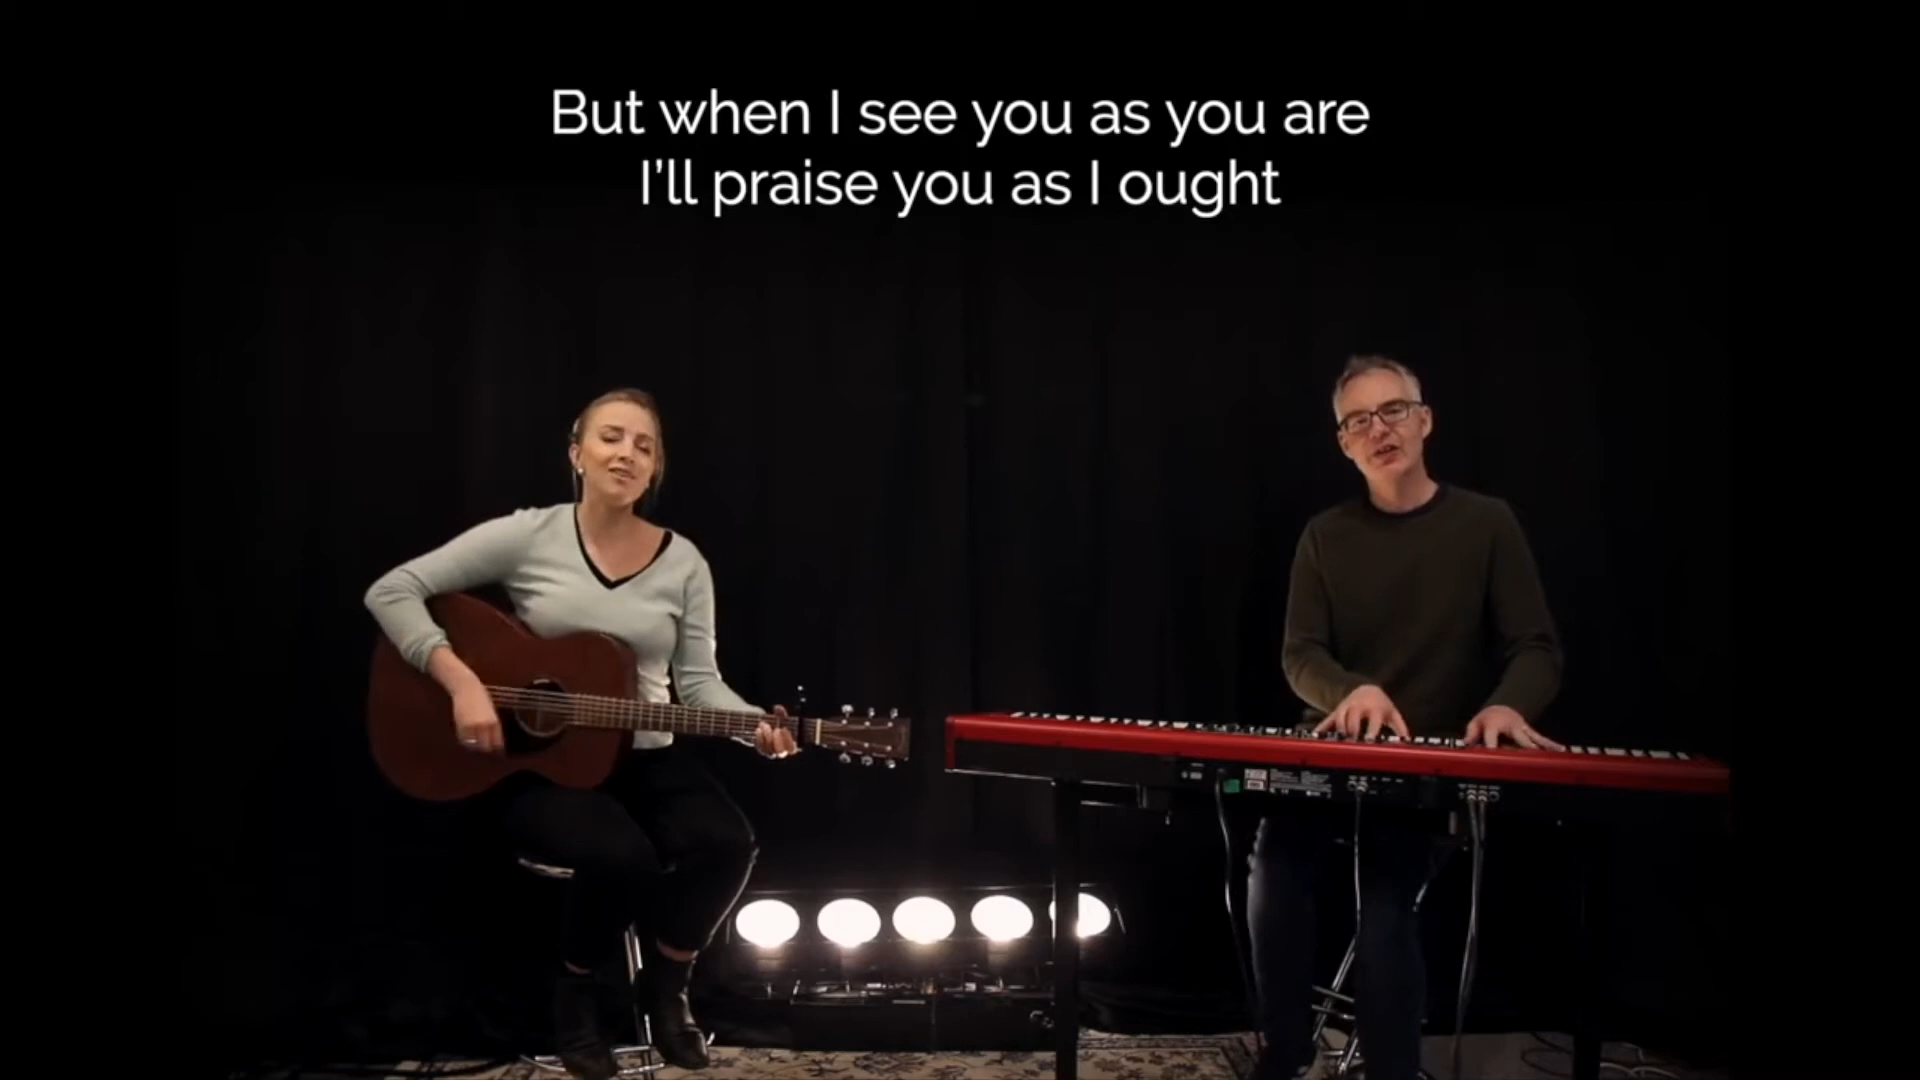 But when I see you as you are
I'll praise you as I ought